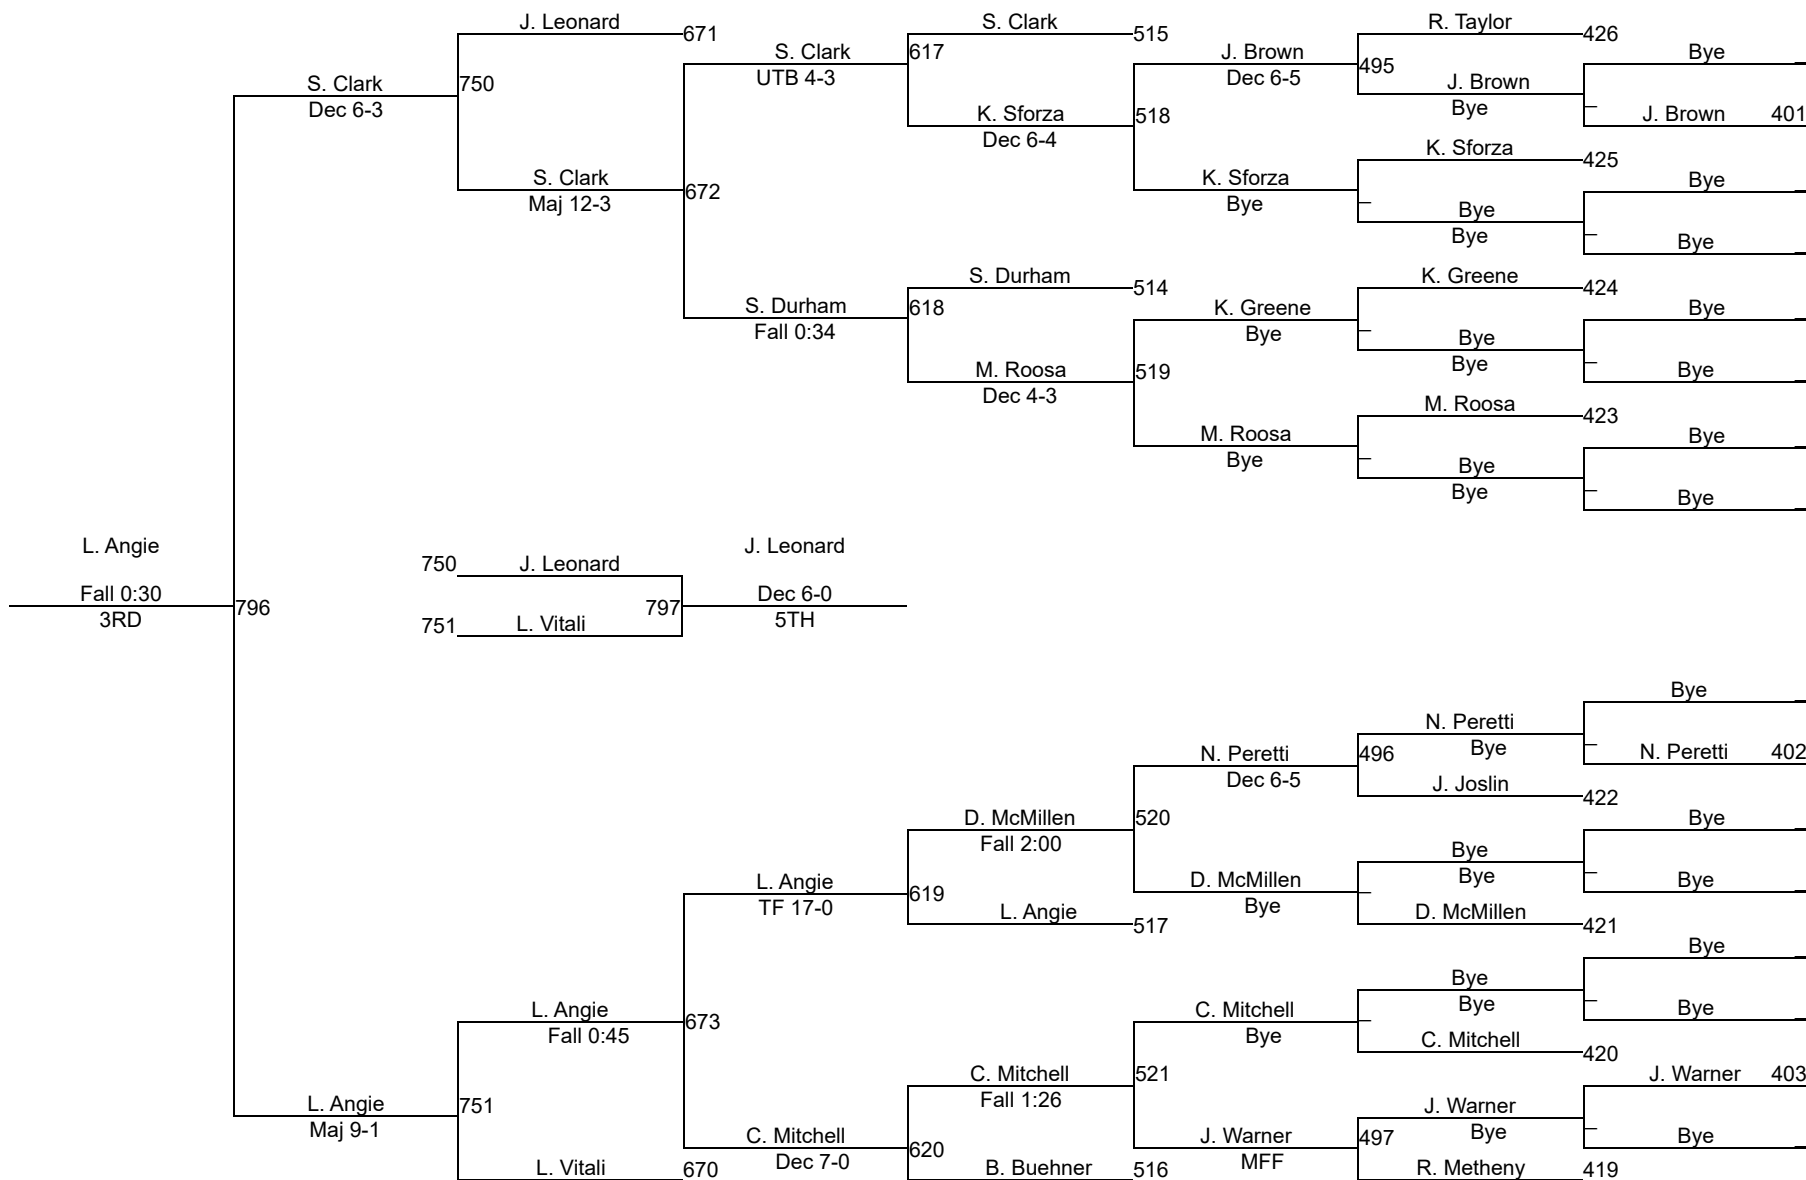 J. Leonard
S. Clark
R. Taylor
671
515
426
S. Clark
617
J. Brown
Bye
UTB 4-3
Dec 6-5
495
S. Clark
750
J. Brown
Dec 6-3
Bye
K. Sforza
518
J. Brown 401
Dec 6-4
K. Sforza
425
S. Clark
K. Sforza
Bye
Maj 12-3
672
Bye
Bye
Bye
Bye
S. Durham
K. Greene
514
424
S. Durham
618
K. Greene
Bye
Fall 0:34
Bye
Bye
Bye
M. Roosa
519
Bye
Dec 4-3
M. Roosa
423
M. Roosa
Bye
Bye
Bye
Bye
Bye
L. Angie
J. Leonard
750
J. Leonard
Fall 0:30
796
797
Dec 6-0
3RD
5TH
751
L. Vitali
Bye
N. Peretti
Bye
N. Peretti
496
N. Peretti 402
Dec 6-5
J. Joslin
422
D. McMillen
520
Bye
Fall 2:00
Bye
Bye
L. Angie
619
D. McMillen
Bye
TF 17-0
Bye
L. Angie
517
D. McMillen
421
Bye
Bye
Bye
L. Angie
673
C. Mitchell
Bye
Fall 0:45
Bye
C. Mitchell
420
C. Mitchell
521
J. Warner 403
Fall 1:26
L. Angie
751
J. Warner
Maj 9-1
Bye
C. Mitchell
620
J. Warner
497
Bye
Dec 7-0
MFF
L. Vitali
670
B. Buehner
516
R. Metheny
419